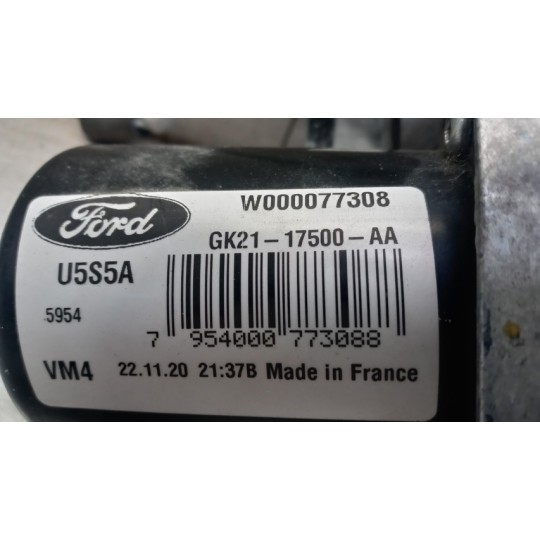 Ford
W000077308
GK21-17500-AA
U5S5A
5954
7 954000 773088
VM4 22.11.20 21:37B Made in France